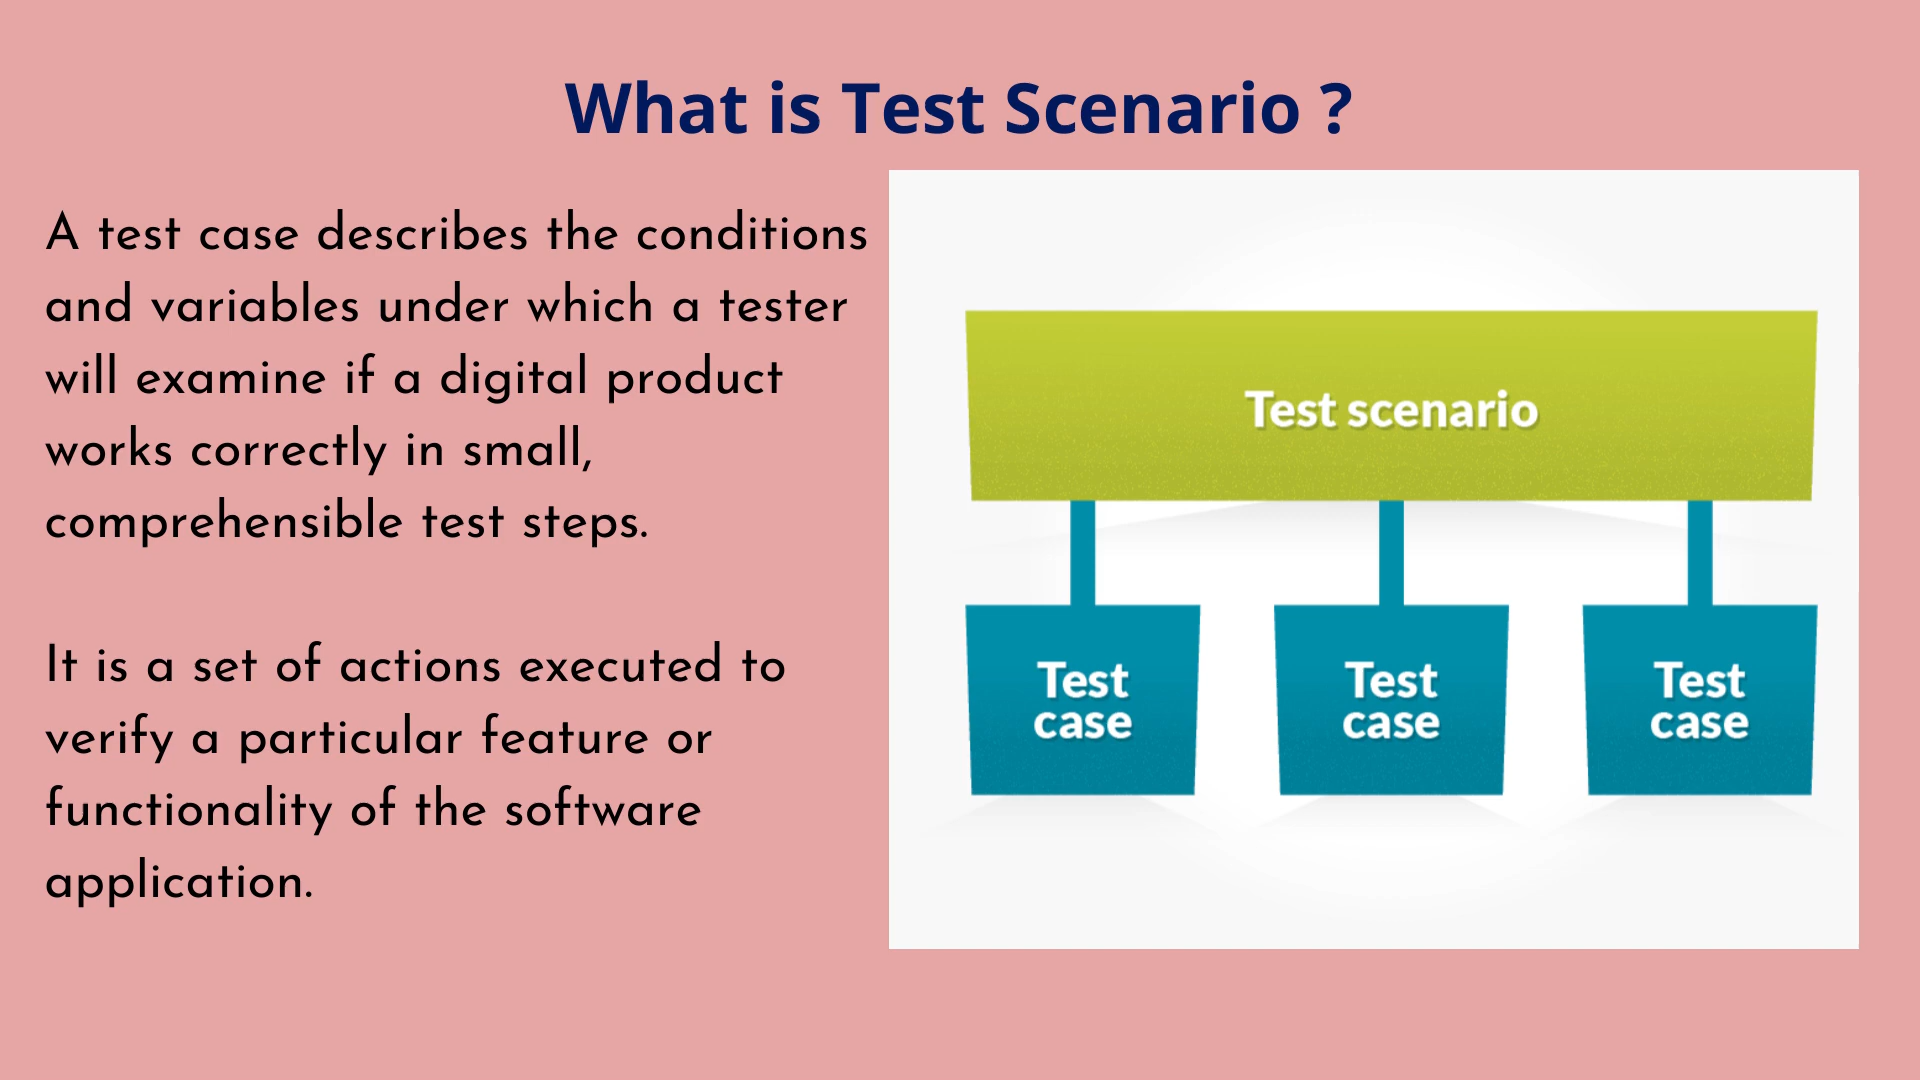 What is Test Scenario ?
A test case describes the conditions
and variables under which a tester
will examine if a digital product
works correctly in small,
comprehensible test steps.
It is a set of actions executed to
verify a particular feature or
functionality of the software
application.
Test scenario
Test
case
Test
case
Test
case